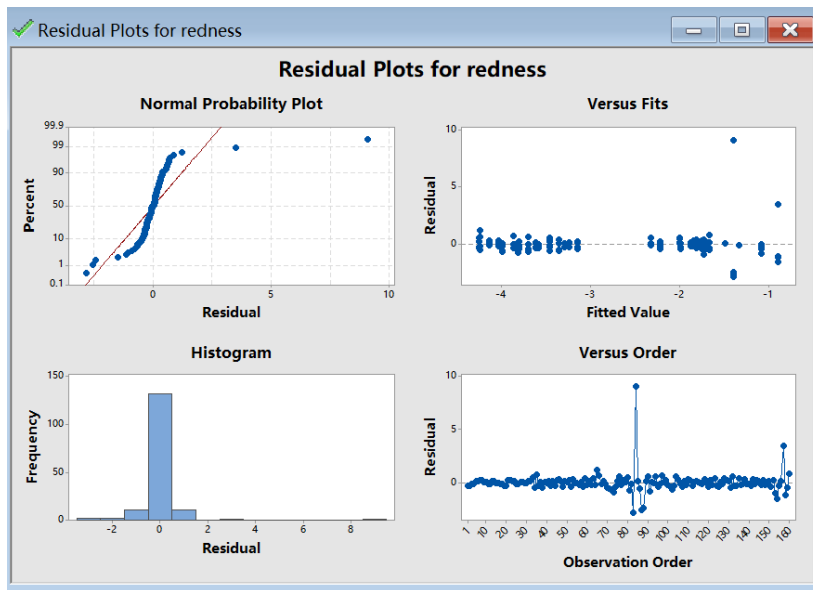 Residual Plots for redness
Residual Plots for redness
Normal Probability Plot
99.9
99
90
50
10
1
0.1
Percent
0 5 10
Residual
Versus Fits
10
5
0
Residual
-4 -3 -2 -1
Fitted Value
Histogram
150
100
50
0
Frequency
-2 0 2 4 6 8
Residual
Versus Order
10
5
0
Residual
1 10 20 30 40 50 60 70 80 90 100 110 120 130 140 150 160
Observation Order